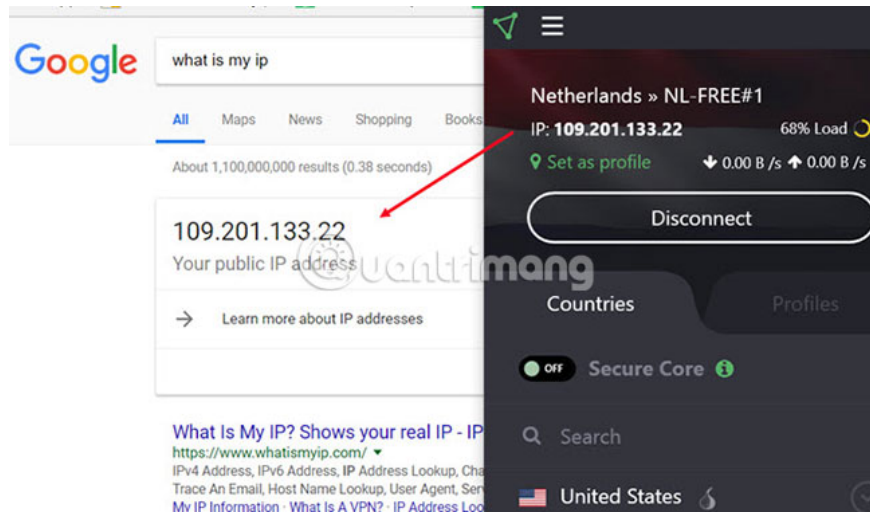 Google
what is my ip
All Maps News Shopping Books
About 1,100,000,000 results (0.38 seconds)
109.201.133.22
Your public IP address
Learn more about IP addresses
What Is My IP? Shows your real IP - IP
https://www.whatismyip.com/
IPv4 Address, IPv6 Address, IP Address Lookup, Cha
Trace An Email, Host Name Lookup, User Agent, Ser
My IP Information · What Is A VPN? · IP Address Loo
Netherlands » NL-FREE#1
IP: 109.201.133.22 68% Load
Set as profile 0.00 B /s 0.00 B /s
Disconnect
Countries Profiles
OFF Secure Core
Search
United States
Quantrimang